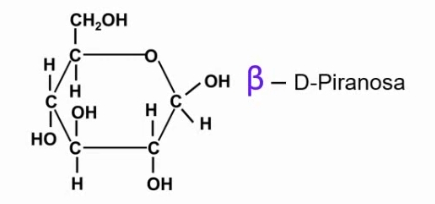 CH₂OH
C O
H
H OH β – D-Piranosa
C OH H C
H
HO
C C
H OH